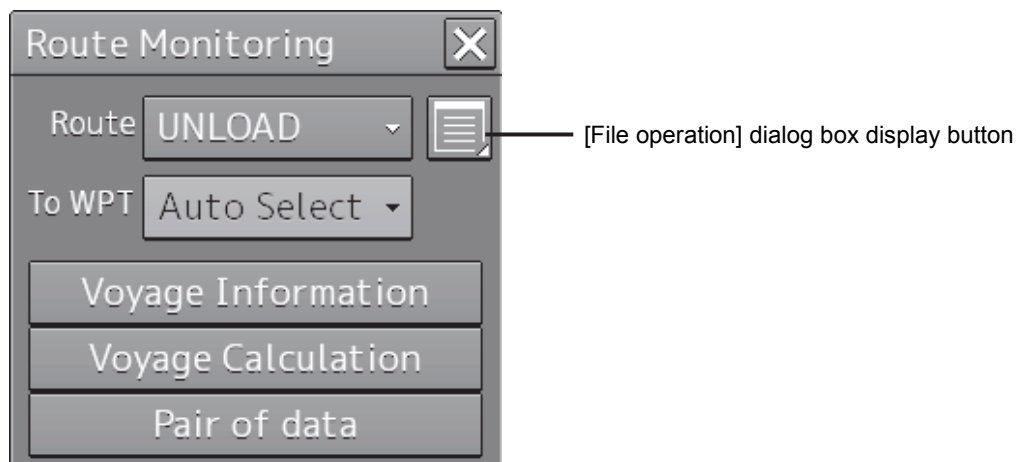 Route Monitoring
Route UNLOAD
[File operation] dialog box display button
To WPT Auto Select
Voyage Information
Voyage Calculation
Pair of data